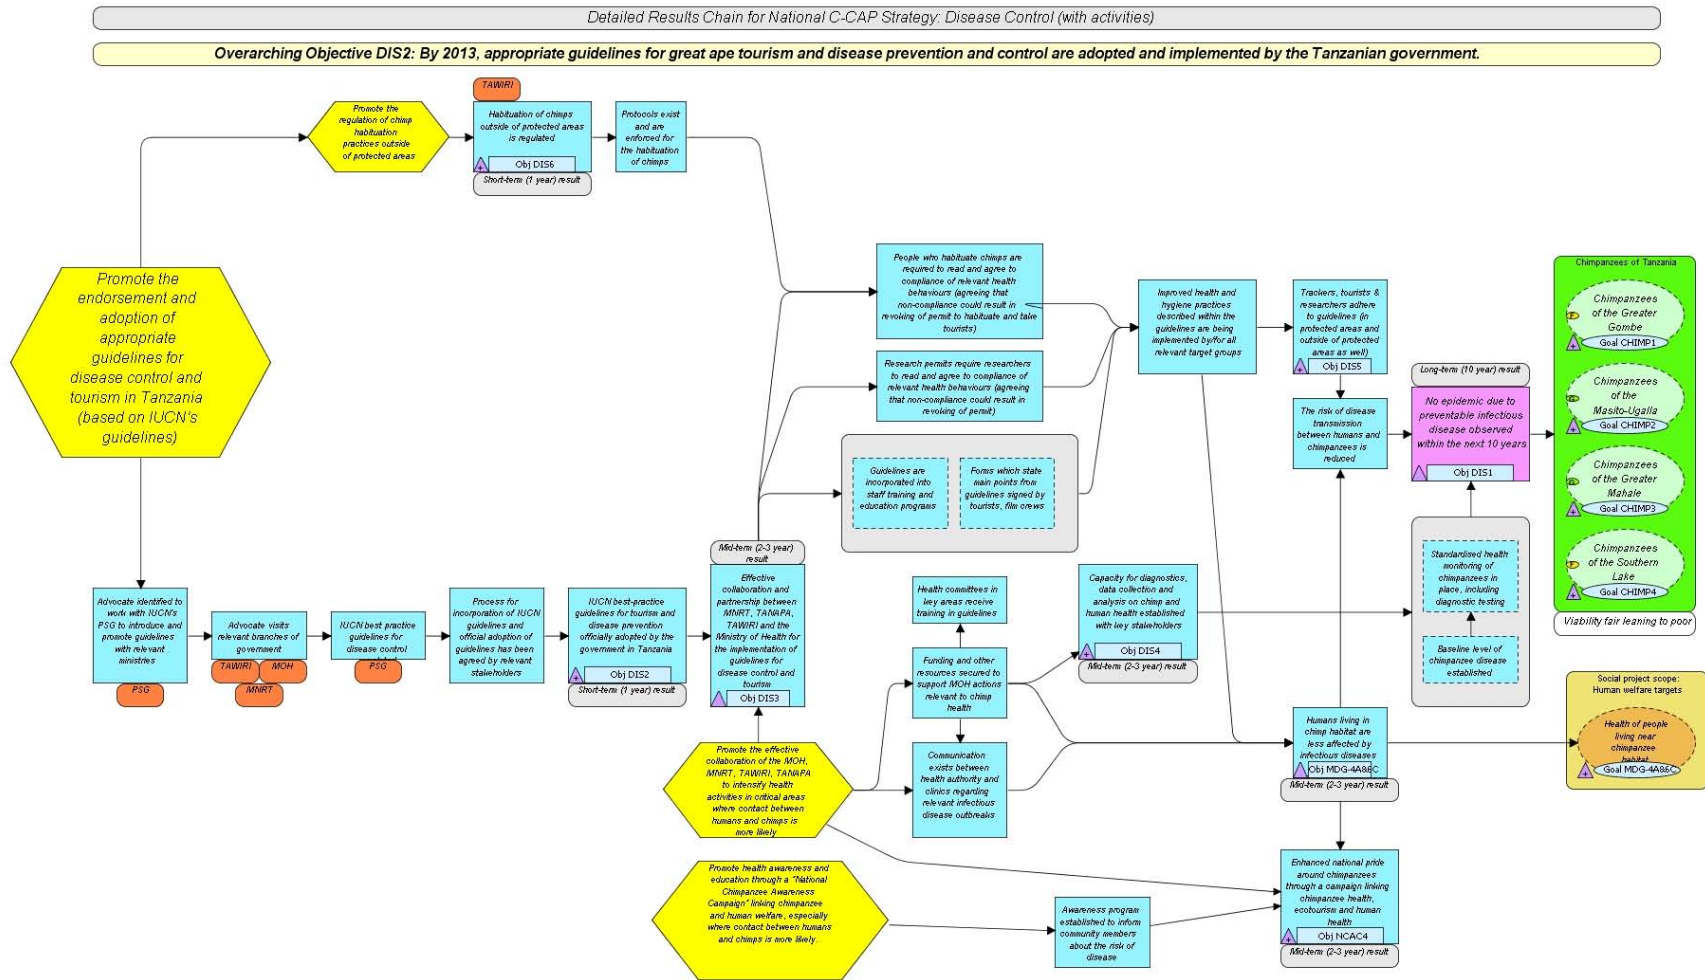 Detailed Results Chain for National C-CAP Strategy: Disease Control (with activities)
Overarching Objective DIS2: By 2013, appropriate guidelines for great ape tourism and disease prevention and control are adopted and implemented by the Tanzanian government.
Promote the
regulation of chimp
habituation
practices outside
of protected areas
TAWIRI
Habituation of chimps
outside of protected areas
is regulated
Obj DIS6
Short-term (1 year) result
Protocols exist
and are
enforced for
the habituation
of chimps
Promote the
endorsement and
adoption of
appropriate
guidelines for
disease control and
tourism in Tanzania
(based on IUCN's
guidelines)
People who habituate chimps are
required to read and agree to
compliance of relevant health
behaviours (agreeing that
non-compliance could result in
revoking of permit to habituate and take
tourists)
Research permits require researchers
to read and agree to compliance of
relevant health behaviours (agreeing
that non-compliance could result in
revoking of permit)
Guidelines are
incorporated into
staff training and
education programs
Forms which state
main points from
guidelines signed by
tourists, film crews
Improved health and
hygiene practices
described within the
guidelines are being
implemented by/for all
relevant target groups
Trackers, tourists &
researchers adhere
to guidelines (in
protected areas and
outside of protected
areas as well)
Obj DIS5
The risk of disease
transmission
between humans and
chimpanzees is
reduced
Long-term (10 year) result
No epidemic due to
preventable infectious
disease observed
within the next 10 years
Obj DIS1
Standardised health
monitoring of
chimpanzees in
place, including
diagnostic testing
Baseline level of
chimpanzee disease
established
Chimpanzees of Tanzania
Chimpanzees
of the Greater
Gombe
Goal CHIMP1
Chimpanzees
of the
Masito-Ugalla
Goal CHIMP2
Chimpanzees
of the Greater
Mahale
Goal CHIMP3
Chimpanzees
of the Southern
Lake
Goal CHIMP4
Viability fair leaning to poor
Advocate identified to
work with IUCN's
PSG to introduce and
promote guidelines
with relevant
ministries
PSG
Advocate visits
relevant branches of
government
TAWIRI
MOH
MNRT
IUCN best practice
guidelines for
disease control
PSG
Process for
incorporation of IUCN
guidelines and
official adoption of
guidelines has been
agreed by relevant
stakeholders
IUCN best-practice
guidelines for tourism and
disease prevention
officially adopted by the
government in Tanzania
Obj DIS2
Short-term (1 year) result
Mid-term (2-3 year)
result
Effective
collaboration and
partnership between
MNRT, TANAPA,
TAWIRI and the
Ministry of Health for
the implementation of
guidelines for
disease control and
tourism
Obj DIS3
Health committees in
key areas receive
training in guidelines
Funding and other
resources secured to
support MOH actions
relevant to chimp
health
Communication
exists between
health authority and
clinics regarding
relevant infectious
disease outbreaks
Capacity for diagnostics,
data collection and
analysis on chimp and
human health established
with key stakeholders
Obj DIS4
Mid-term (2-3 year) result
Promote the effective
collaboration of the MOH,
MNRT, TAWIRI, TANAPA
to intensify health
activities in critical areas
where contact between
humans and chimps is
more likely
Humans living in
chimp habitat are
less affected by
infectious diseases
Obj MDG-4A&6C
Mid-term (2-3 year) result
Social project scope:
Human welfare targets
Health of people
living near
chimpanzee
habitat
Goal MDG-4A&6C
Promote health awareness and
education through a "National
Chimpanzee Awareness
Campaign" linking chimpanzee
and human welfare, especially
where contact between humans
and chimps is more likely.
Awareness program
established to inform
community members
about the risk of
disease
Enhanced national pride
around chimpanzees
through a campaign linking
chimpanzee health,
ecotourism and human
health
Obj NCAC4
Mid-term (2-3 year) result